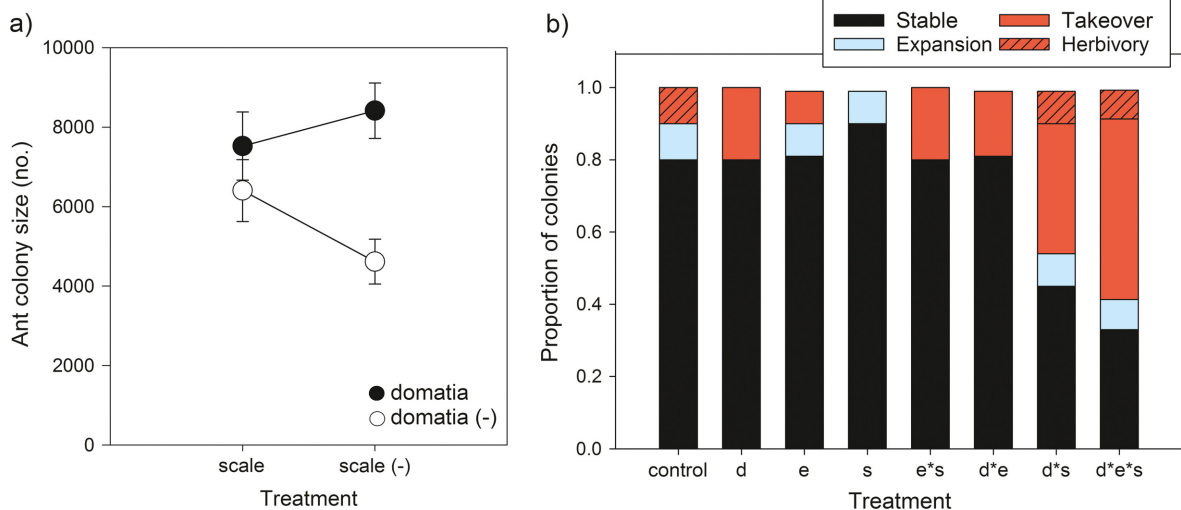 a)
Ant colony size (no.)
10000
8000
6000
4000
2000
0
domatia
domatia (-)
scale scale (-)
Treatment
b)
Stable Takeover
Expansion Herbivory
Proportion of colonies
1.0
0.8
0.6
0.4
0.2
0.0
control d e s e*s d*e d*s d*e*s
Treatment